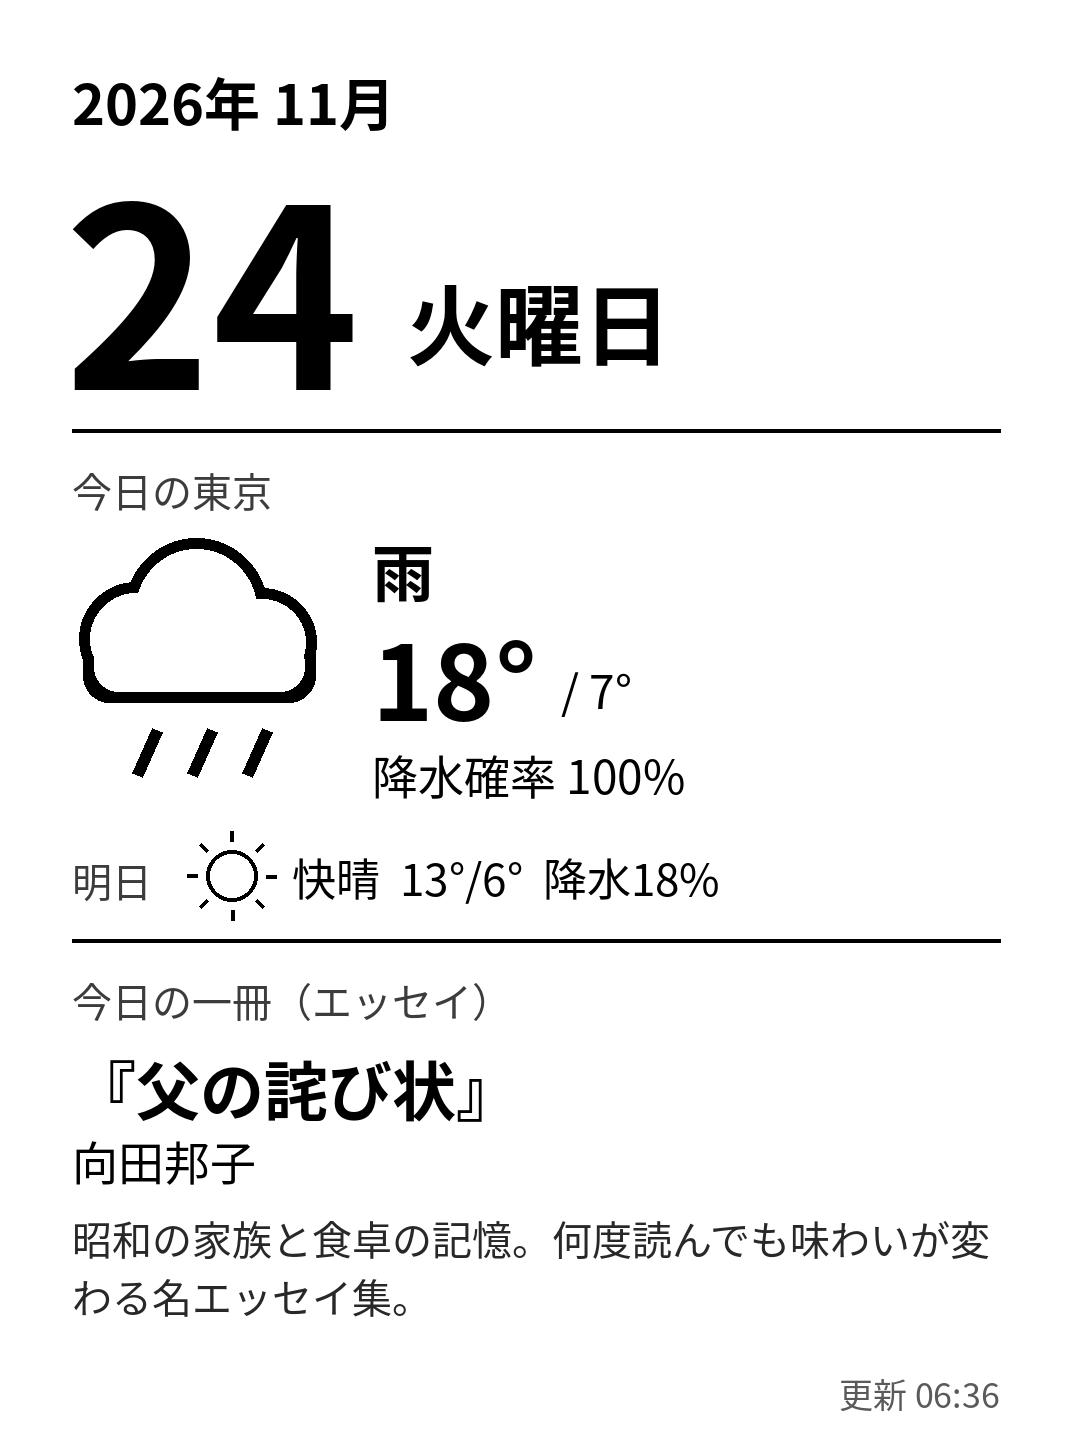 2026年 11月
24 火曜日
今日の東京
雨
18° / 7°
降水確率 100%
明日 快晴 13°/6° 降水18%
今日の一冊（エッセイ）
『父の詫び状』
向田邦子
昭和の家族と食卓の記憶。何度読んでも味わいが変
わる名エッセイ集。
更新 06:36